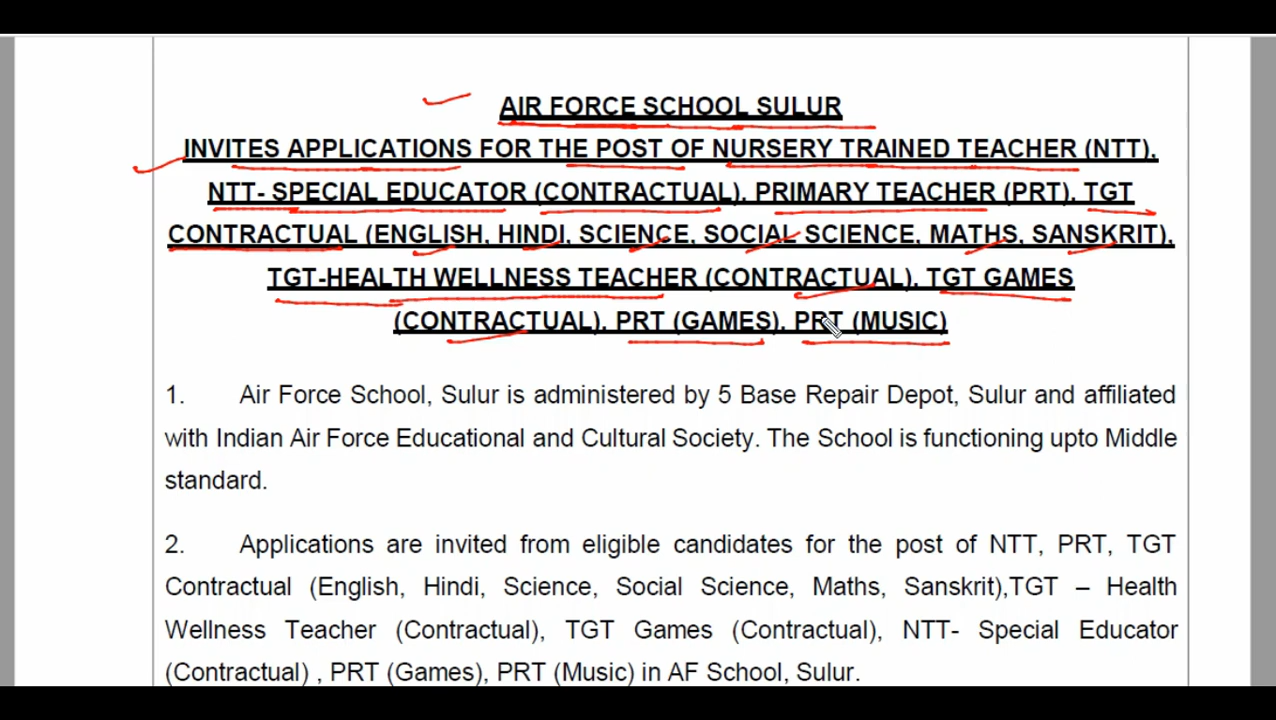 AIR FORCE SCHOOL SULUR
INVITES APPLICATIONS FOR THE POST OF NURSERY TRAINED TEACHER (NTT),
NTT- SPECIAL EDUCATOR (CONTRACTUAL), PRIMARY TEACHER (PRT), TGT
CONTRACTUAL (ENGLISH, HINDI, SCIENCE, SOCIAL SCIENCE, MATHS, SANSKRIT),
TGT-HEALTH WELLNESS TEACHER (CONTRACTUAL), TGT GAMES
(CONTRACTUAL), PRT (GAMES), PRT (MUSIC)
1. Air Force School, Sulur is administered by 5 Base Repair Depot, Sulur and affiliated
with Indian Air Force Educational and Cultural Society. The School is functioning upto Middle
standard.
2. Applications are invited from eligible candidates for the post of NTT, PRT, TGT
Contractual (English, Hindi, Science, Social Science, Maths, Sanskrit),TGT – Health
Wellness Teacher (Contractual), TGT Games (Contractual), NTT- Special Educator
(Contractual) , PRT (Games), PRT (Music) in AF School, Sulur.